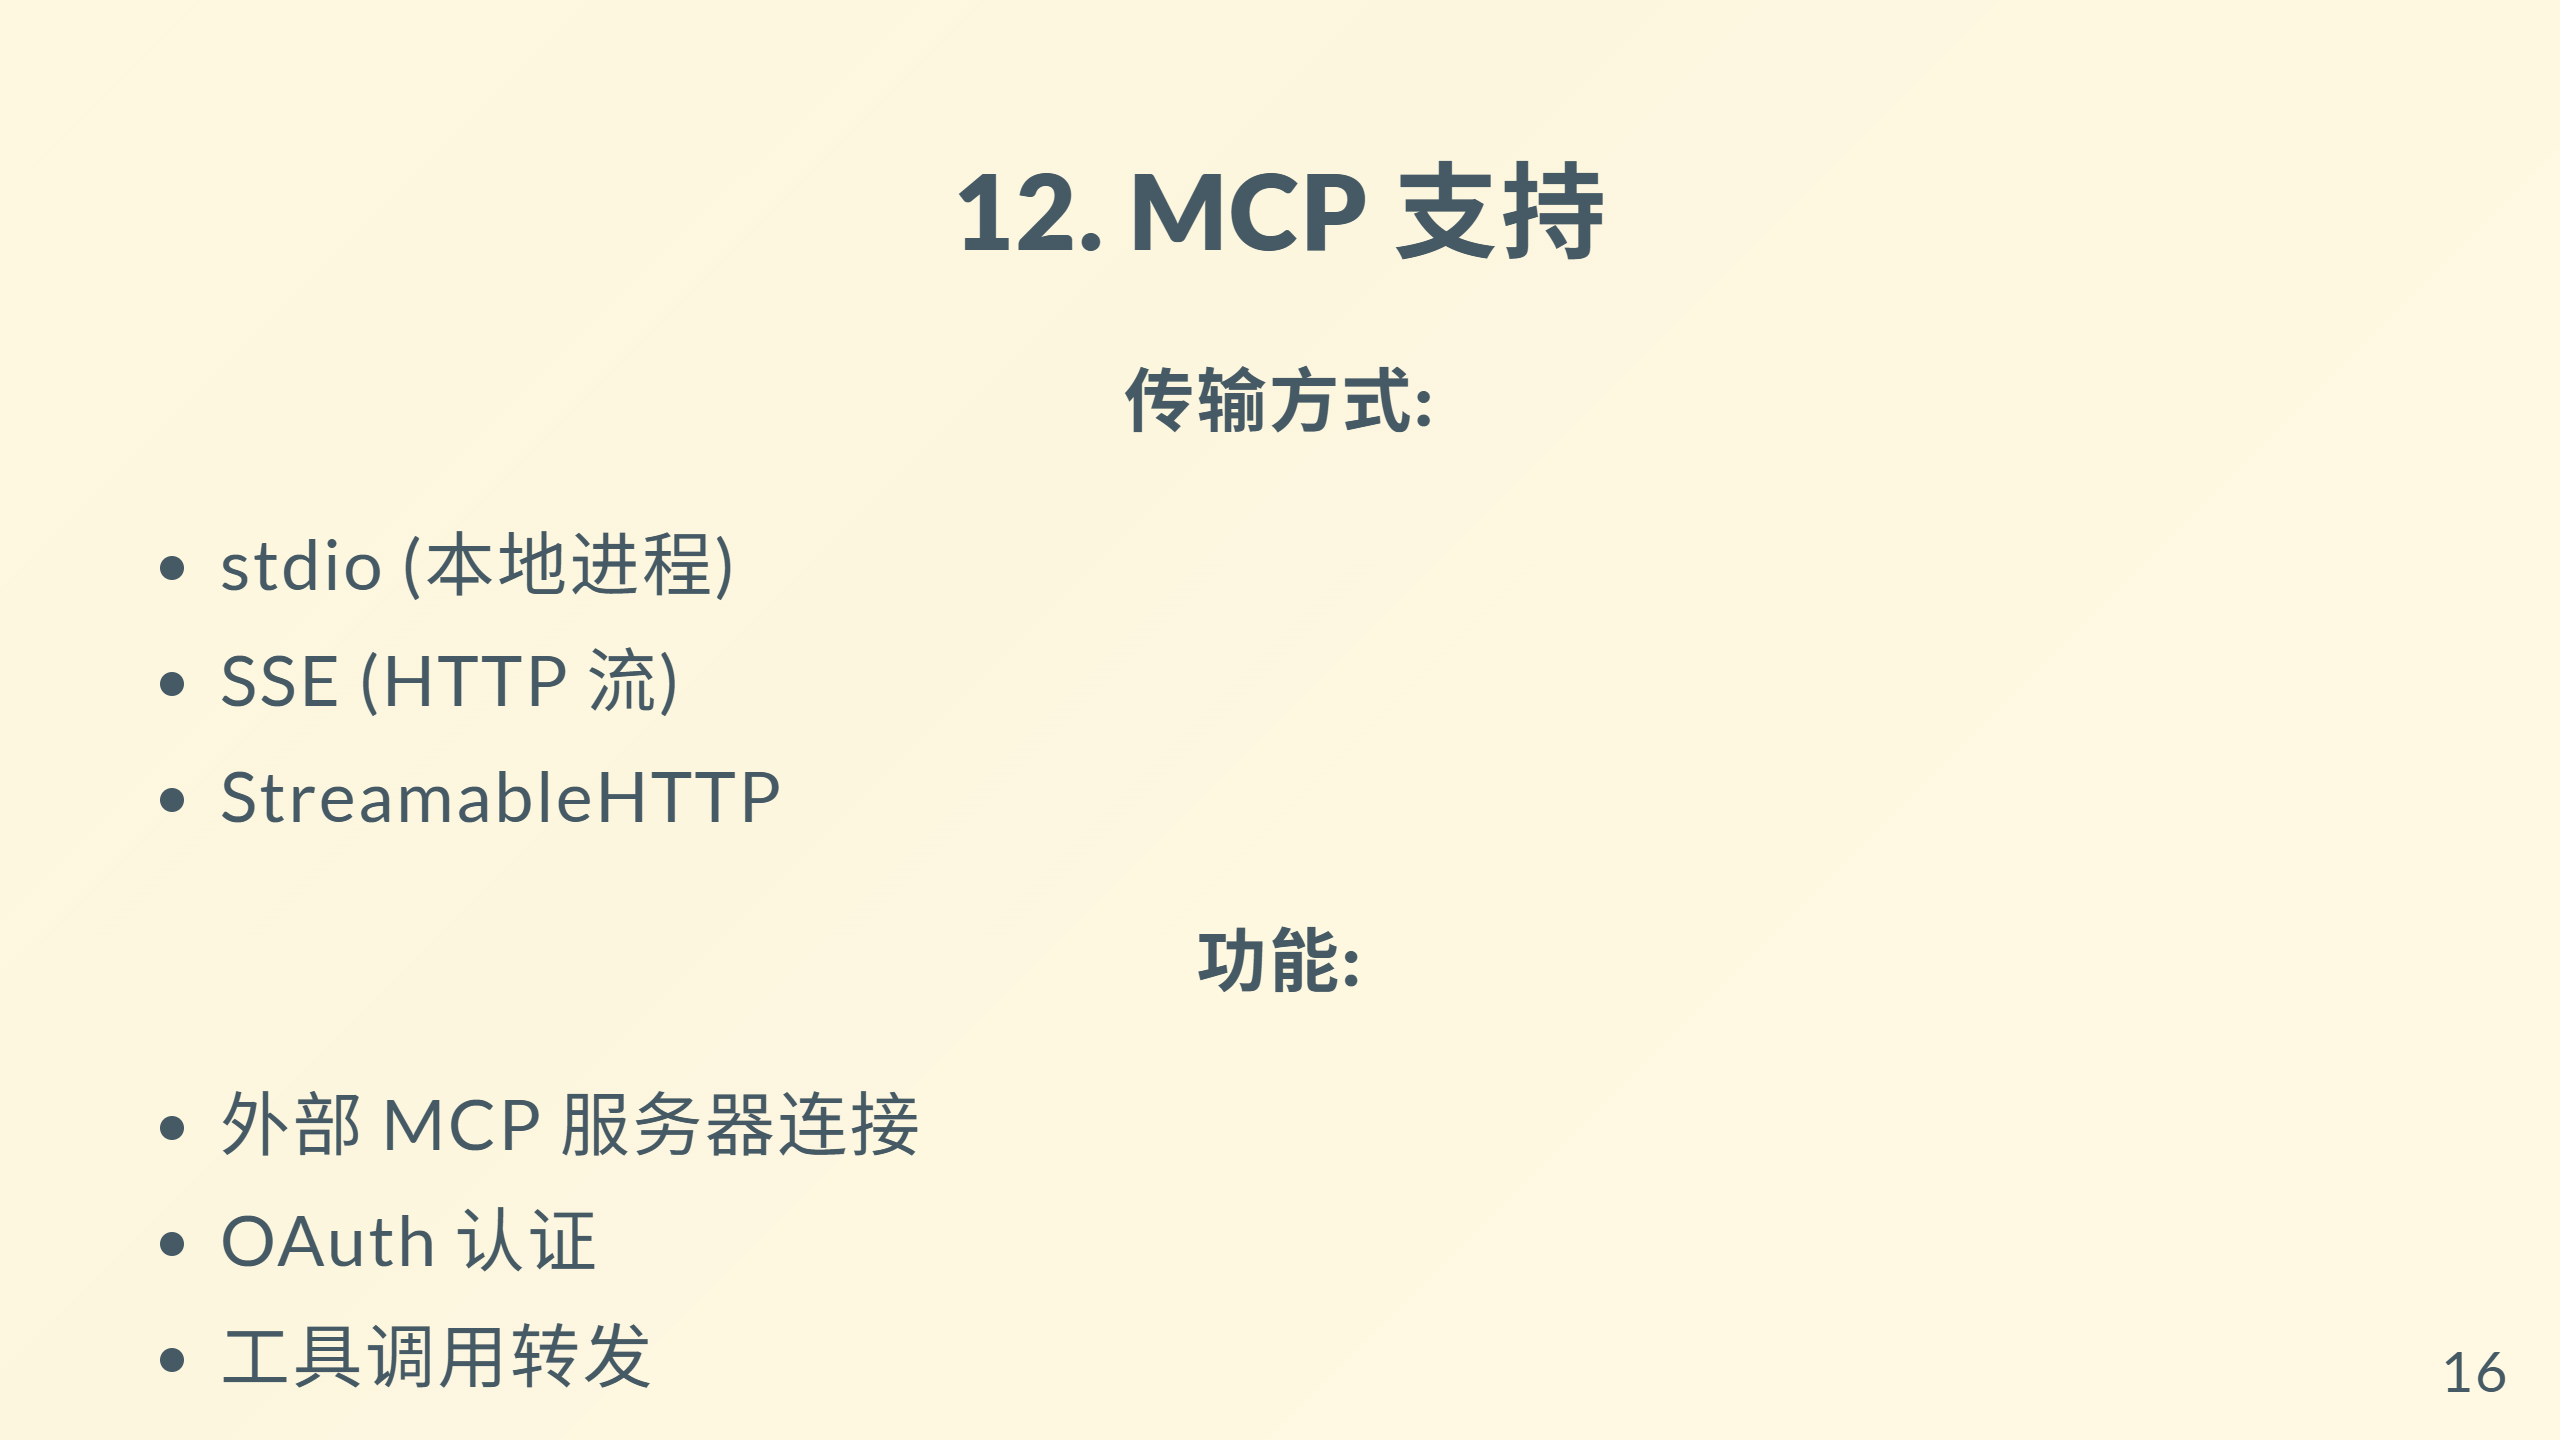 12. MCP 支持
传输方式:
• stdio (本地进程)
• SSE (HTTP 流)
• StreamableHTTP
功能:
• 外部 MCP 服务器连接
• OAuth 认证
• 工具调用转发
16